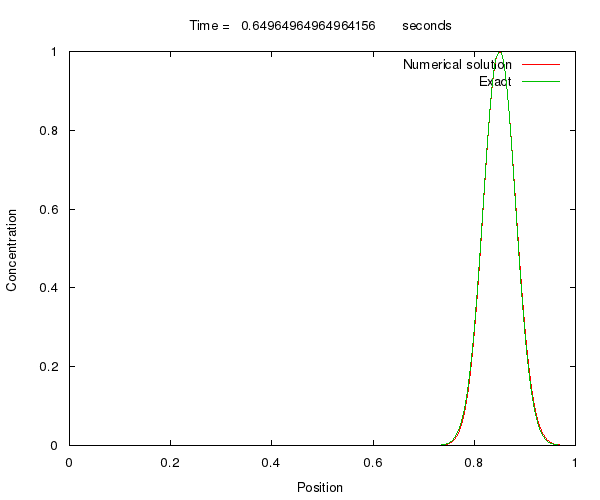 Time = 0.64964964964964156 seconds
Numerical solution
Exact
1
0.8
0.6
0.4
0.2
0
Concentration
0 0.2 0.4 0.6 0.8 1
Position